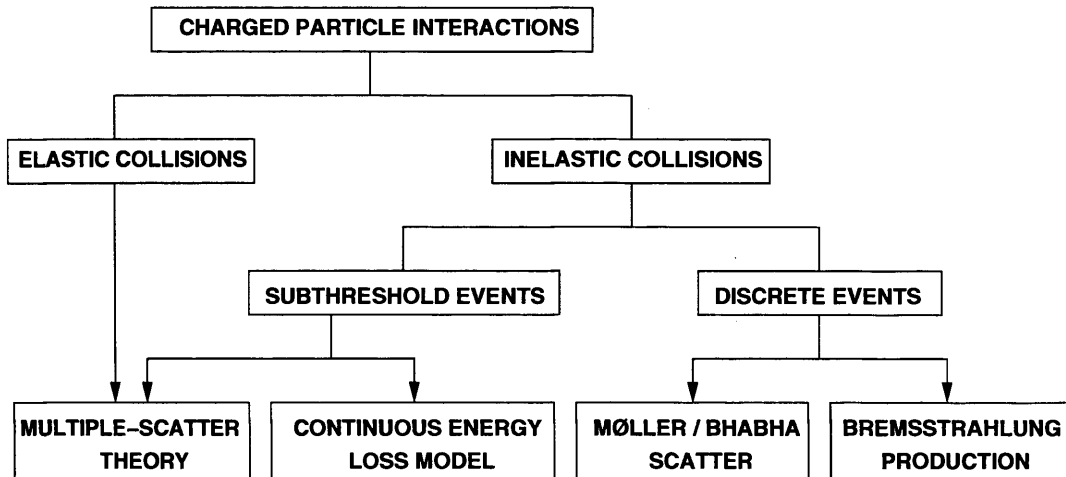 CHARGED PARTICLE INTERACTIONS
ELASTIC COLLISIONS
INELASTIC COLLISIONS
SUBTHRESHOLD EVENTS
DISCRETE EVENTS
MULTIPLE–SCATTER
THEORY
CONTINUOUS ENERGY
LOSS MODEL
MØLLER / BHABHA
SCATTER
BREMSSTRAHLUNG
PRODUCTION